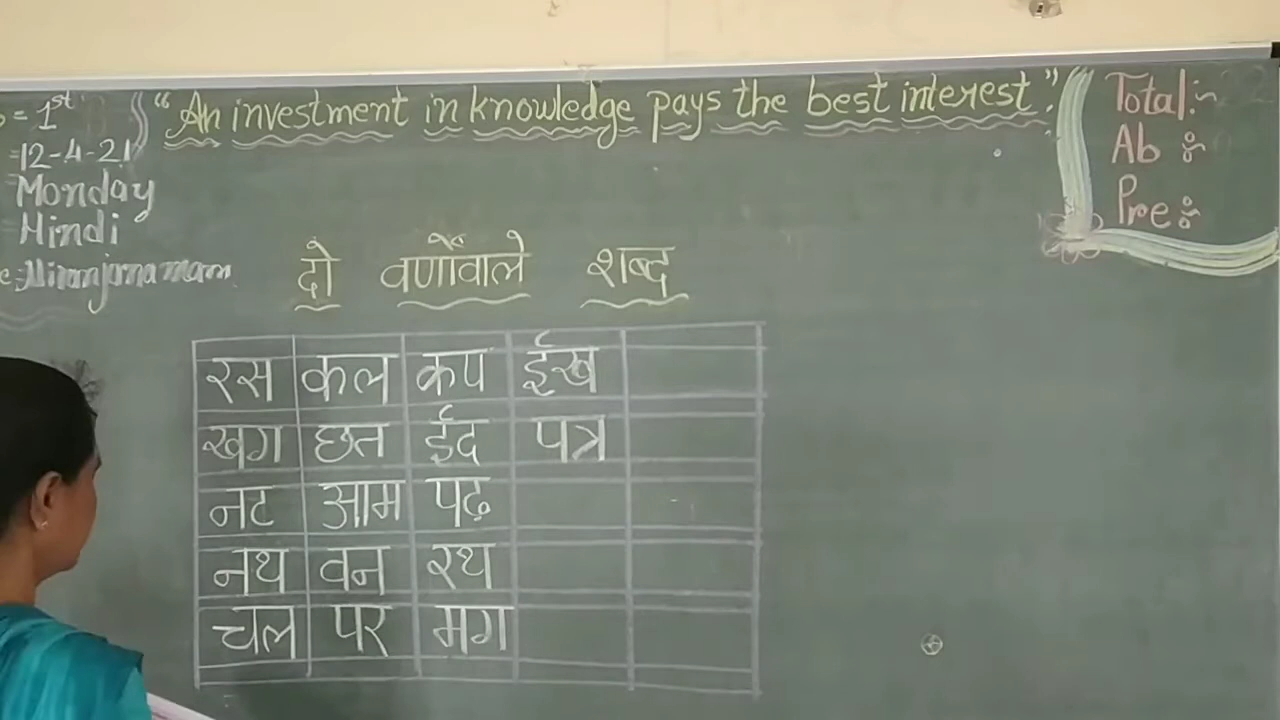 = 1st
12-4-21
Monday
Hindi
"An investment in knowledge pays the best interest".
Total:-
Ab :-
Pre :-
दो वर्णोंवाले शब्द
रस कल कप ईख
खग छत ईद पत्र
नट आम पढ़
नथ वन रथ
चल पर मग